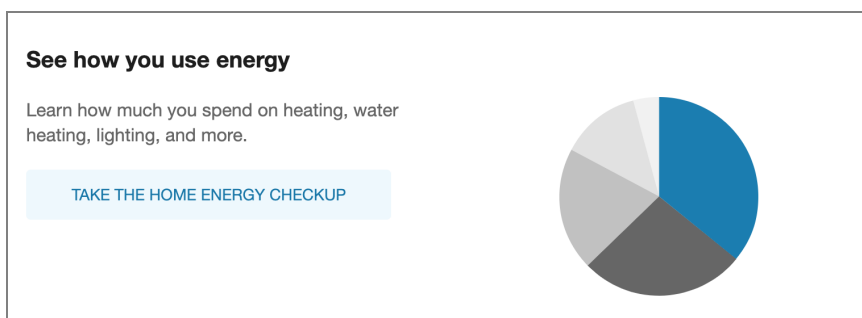 See how you use energy
Learn how much you spend on heating, water
heating, lighting, and more.
TAKE THE HOME ENERGY CHECKUP